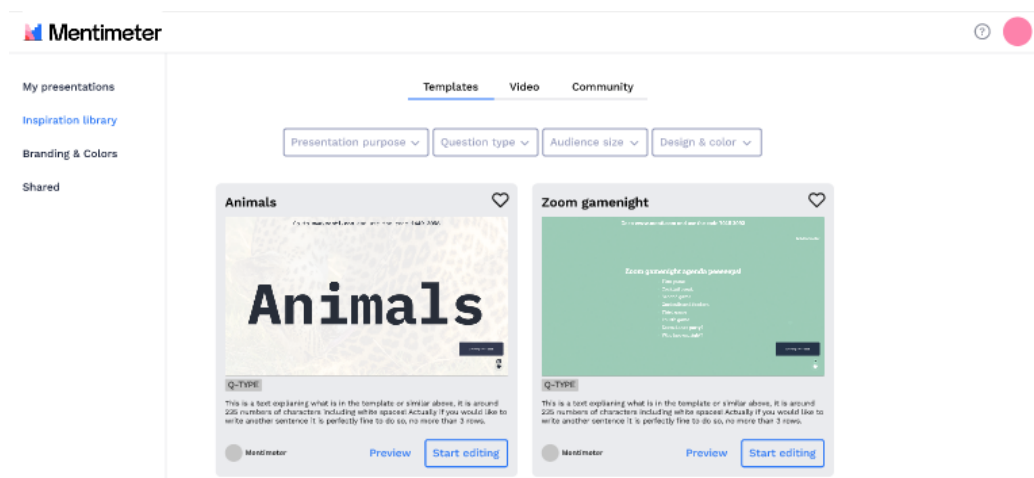 Mentimeter
My presentations
Inspiration library
Branding & Colors
Shared
Templates Video Community
Presentation purpose Question type Audience size Design & color
Animals
Animals
Q-TYPE
This is a text explianing what is in the template or similar above, it is around
235 numbers of characters including white spaces! Actually if you would like to
write another sentence it is perfectly fine to do so, no more than 3 rows.
Mentimeter Preview Start editing
Zoom gamenight
Zoom gamenight agenda
Q-TYPE
This is a text explianing what is in the template or similar above, it is around
235 numbers of characters including white spaces! Actually if you would like to
write another sentence it is perfectly fine to do so, no more than 3 rows.
Mentimeter Preview Start editing